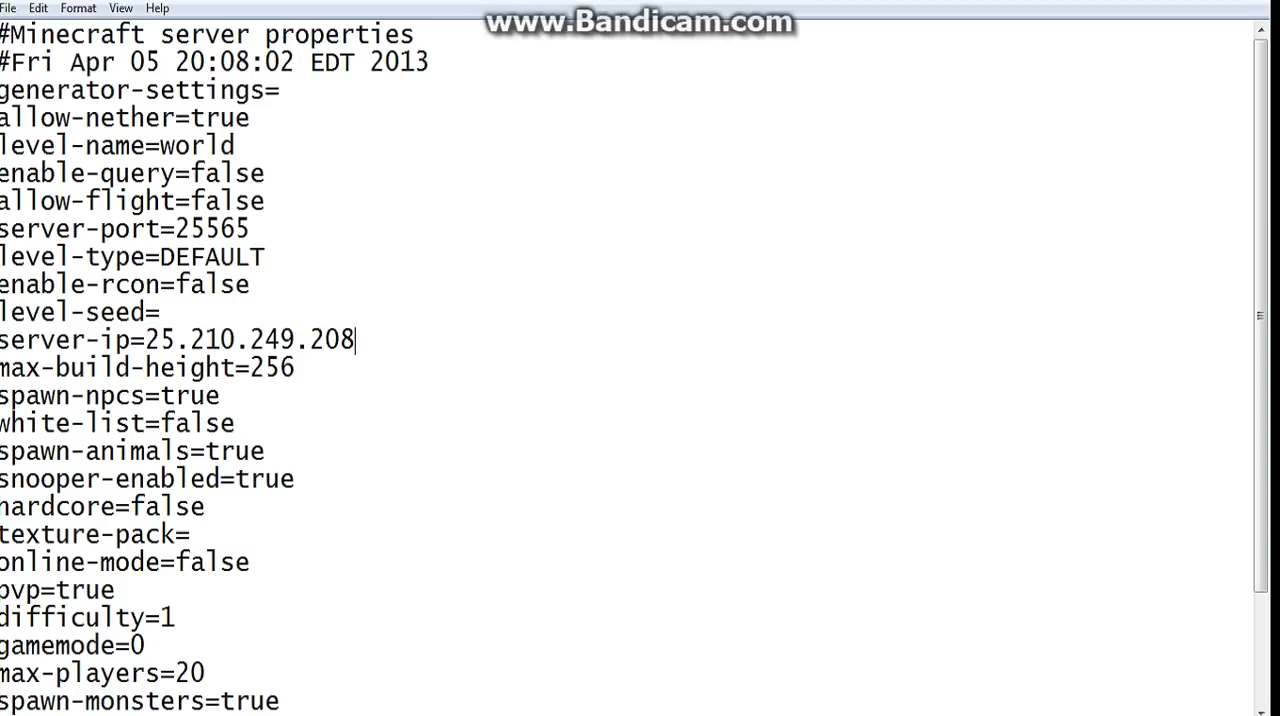 File Edit Format View Help
www.Bandicam.com
#Minecraft server properties
#Fri Apr 05 20:08:02 EDT 2013
generator-settings=
allow-nether=true
level-name=world
enable-query=false
allow-flight=false
server-port=25565
level-type=DEFAULT
enable-rcon=false
level-seed=
server-ip=25.210.249.208
max-build-height=256
spawn-npcs=true
white-list=false
spawn-animals=true
snooper-enabled=true
hardcore=false
texture-pack=
online-mode=false
pvp=true
difficulty=1
gamemode=0
max-players=20
spawn-monsters=true